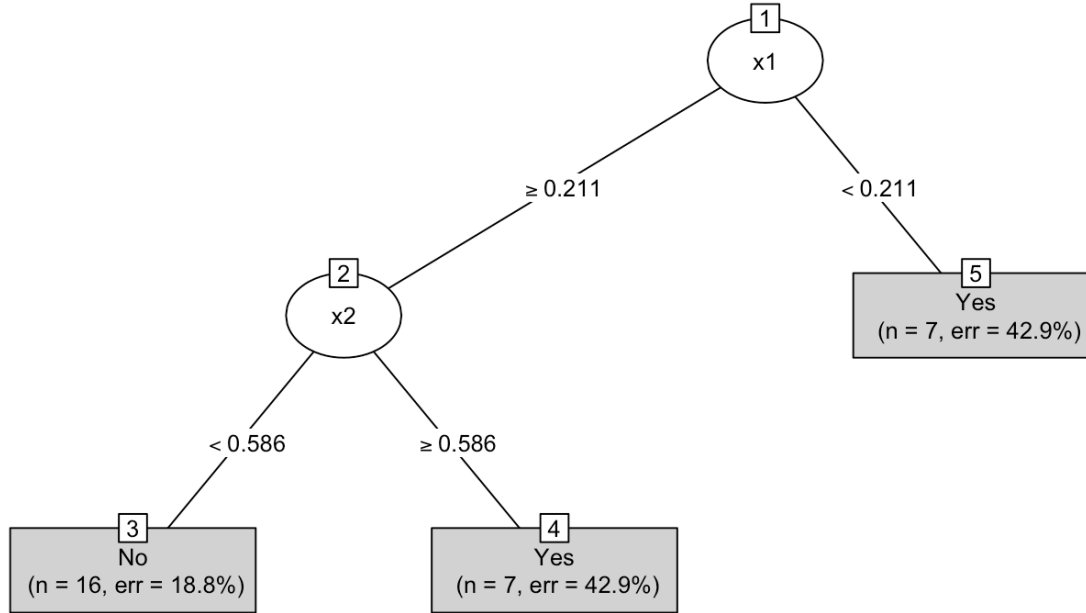 1
x1
≥ 0.211
< 0.211
2
x2
5
Yes
(n = 7, err = 42.9%)
< 0.586
≥ 0.586
3
No
(n = 16, err = 18.8%)
4
Yes
(n = 7, err = 42.9%)